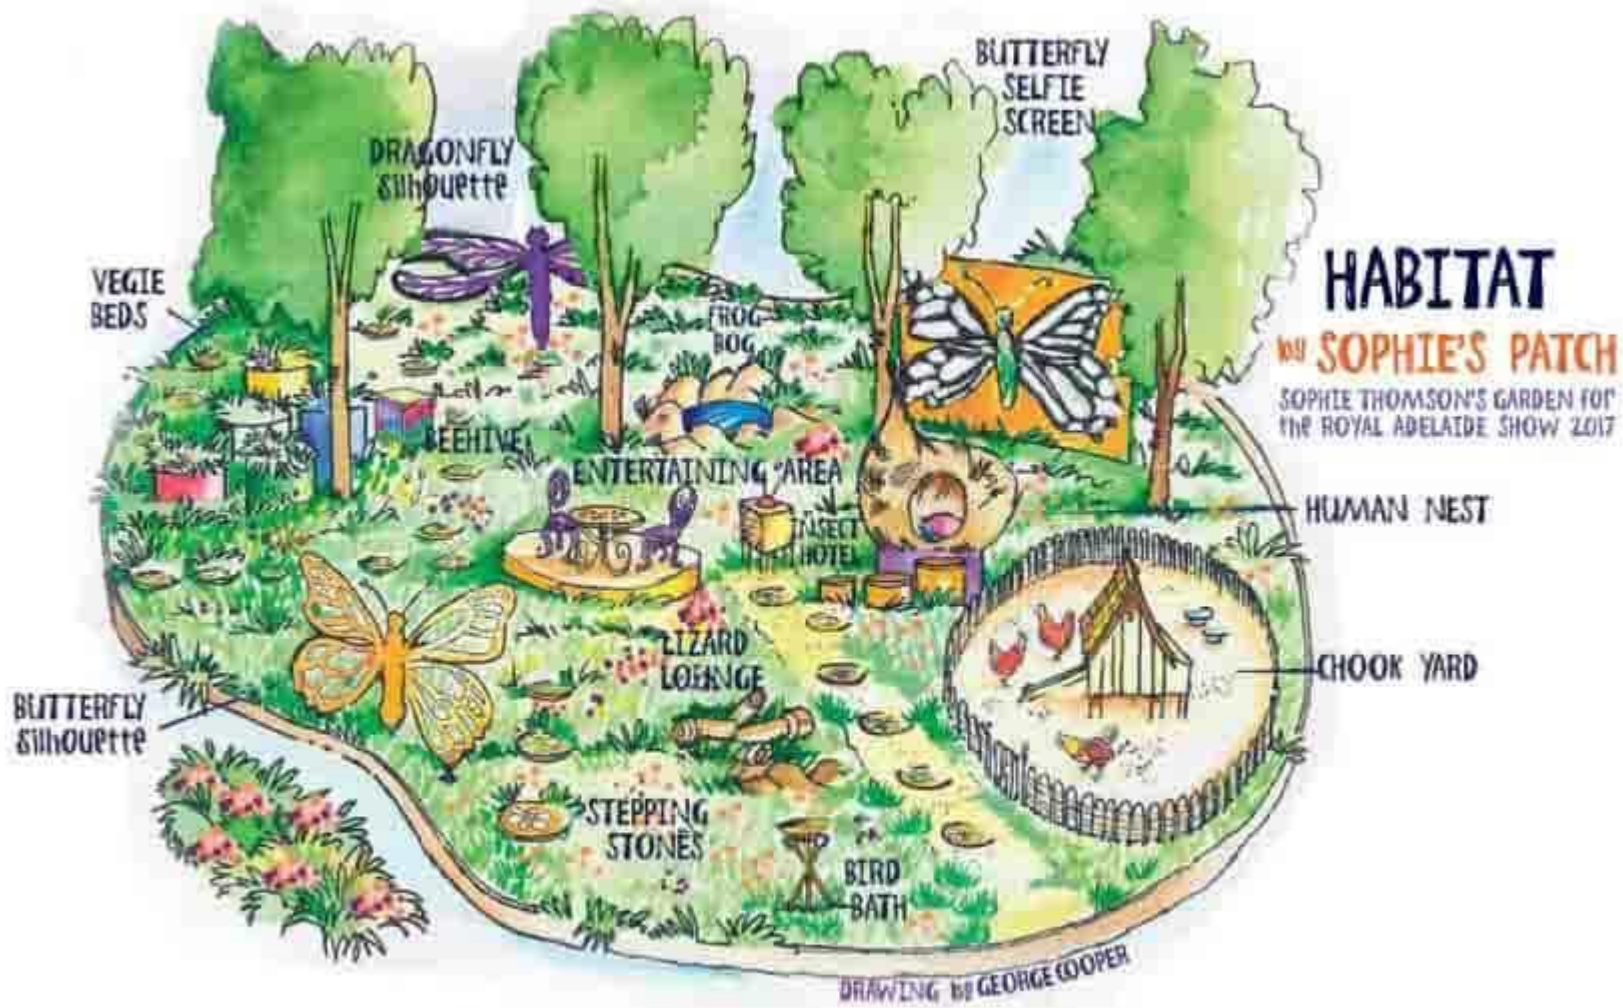 BUTTERFLY
SELFIE
SCREEN
DRAGONFLY
silhouette
VEGIE
BEDS
HABITAT
by SOPHIE'S PATCH
SOPHIE THOMSON'S GARDEN FOR
the ROYAL ADELAIDE SHOW 2017
FROG
BOG
BEEHIVE
ENTERTAINING AREA
INSECT
HOTEL
HUMAN NEST
LIZARD
LOUNGE
CHOOK YARD
BUTTERFLY
silhouette
STEPPING
STONES
BIRD
BATH
DRAWING by GEORGE COOPER